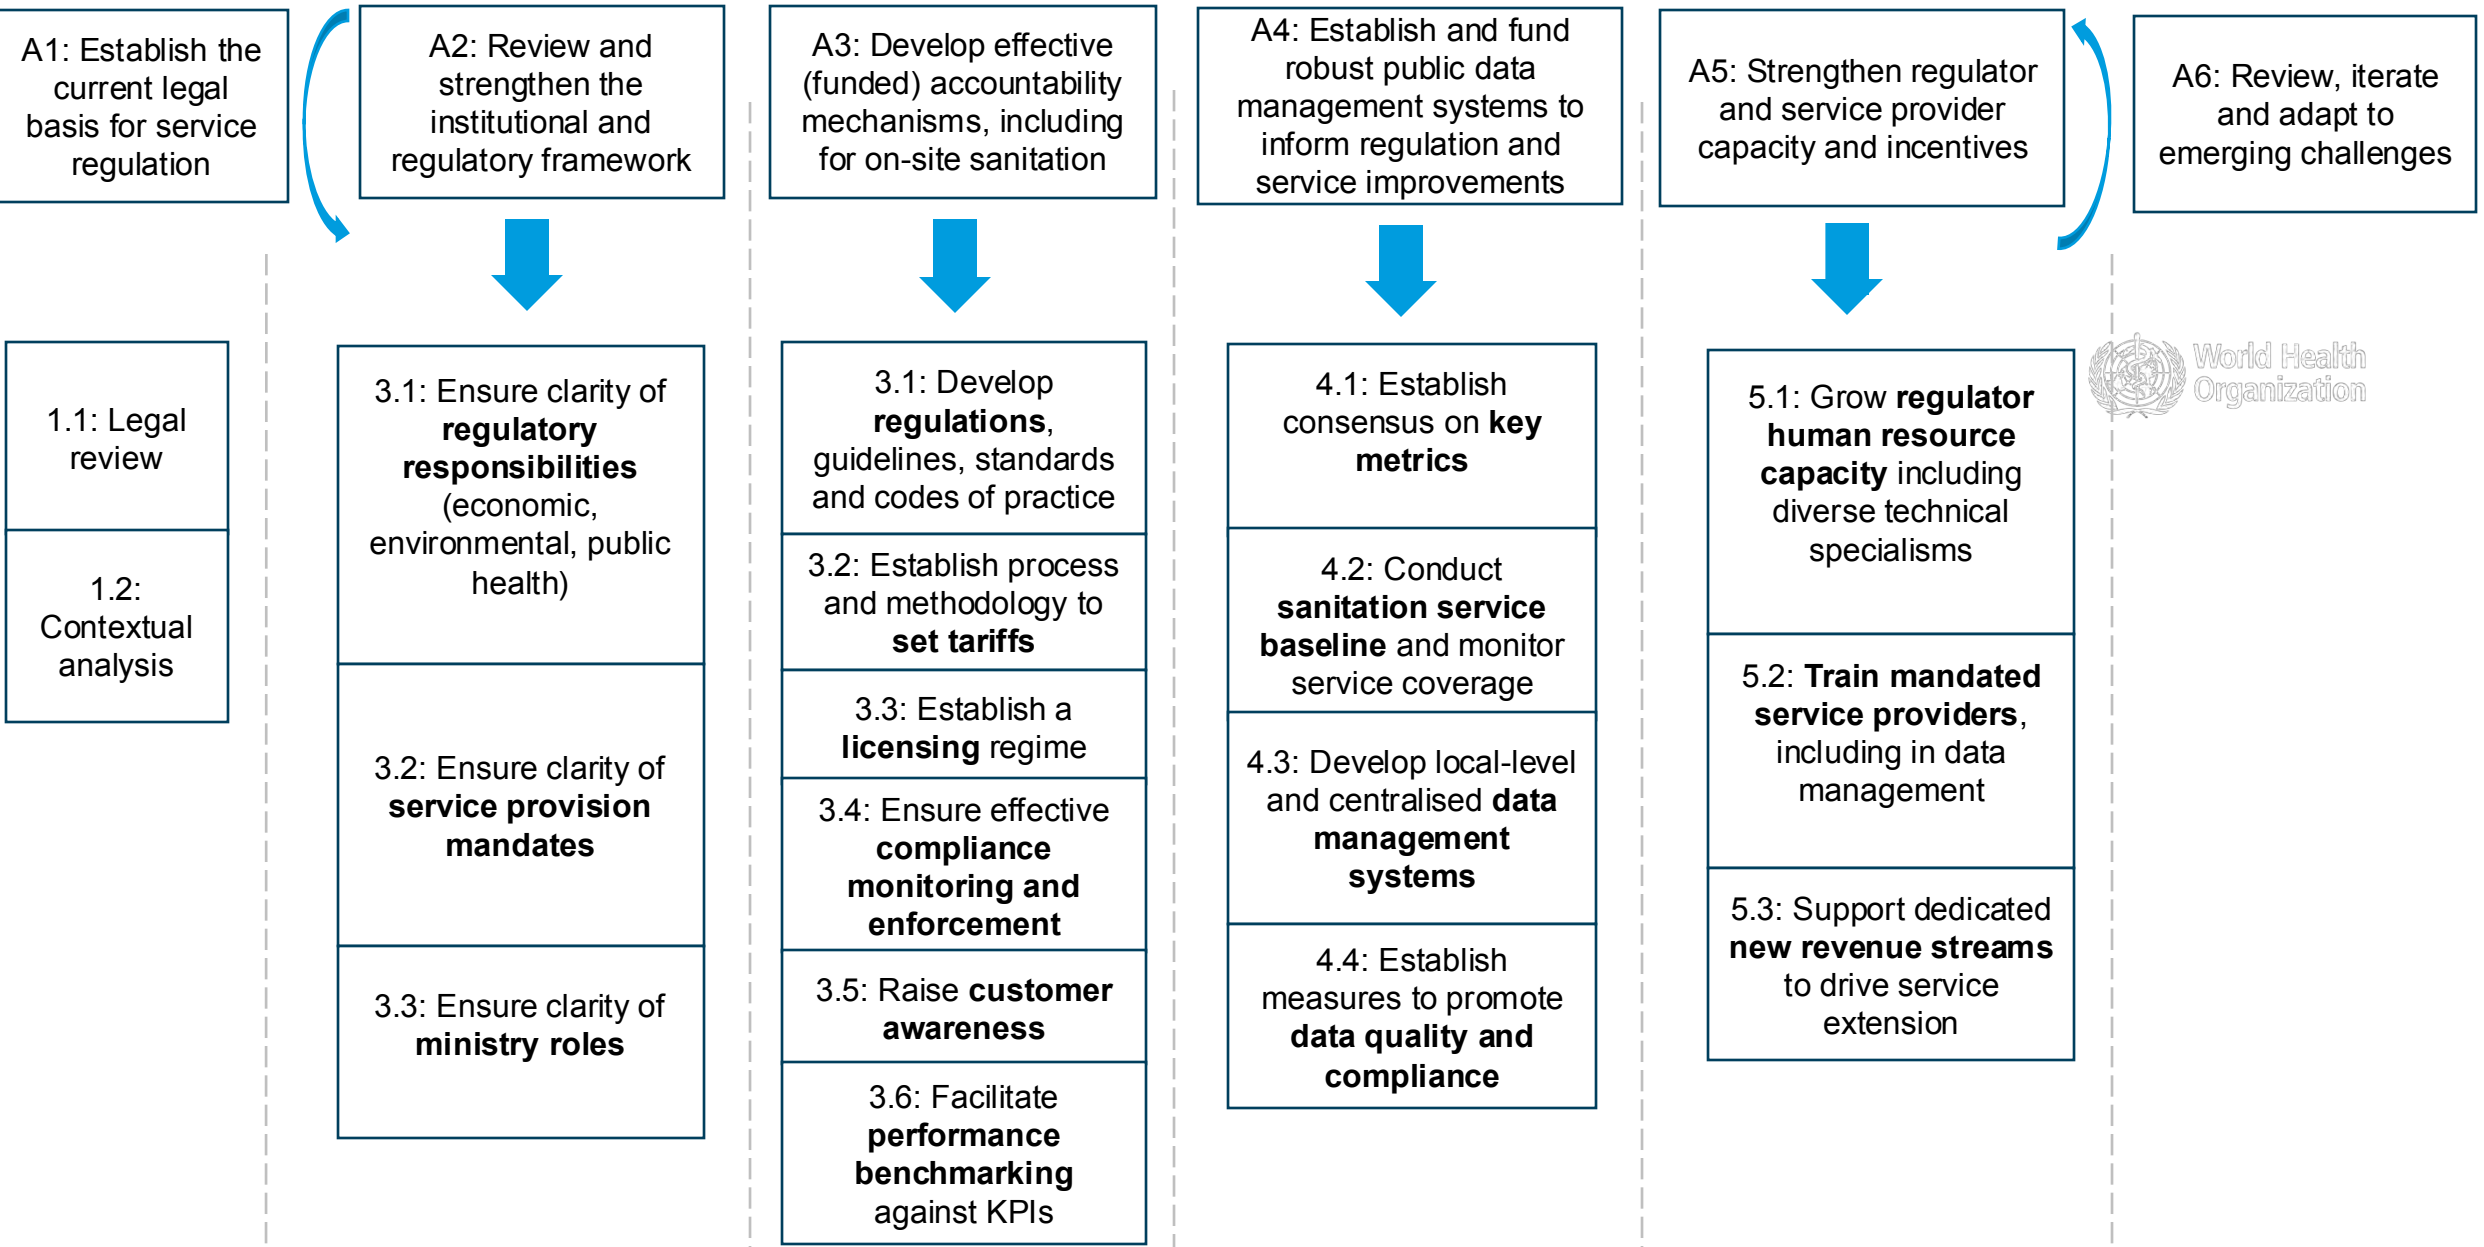 A1: Establish the
current legal
basis for service
regulation
A2: Review and
strengthen the
institutional and
regulatory framework
A3: Develop effective
(funded) accountability
mechanisms, including
for on-site sanitation
A4: Establish and fund
robust public data
management systems to
inform regulation and
service improvements
A5: Strengthen regulator
and service provider
capacity and incentives
A6: Review, iterate
and adapt to
emerging challenges
1.1: Legal
review
1.2:
Contextual
analysis
3.1: Ensure clarity of
regulatory
responsibilities
(economic,
environmental, public
health)
3.2: Ensure clarity of
service provision
mandates
3.3: Ensure clarity of
ministry roles
3.1: Develop
regulations,
guidelines, standards
and codes of practice
3.2: Establish process
and methodology to
set tariffs
3.3: Establish a
licensing regime
3.4: Ensure effective
compliance
monitoring and
enforcement
3.5: Raise customer
awareness
3.6: Facilitate
performance
benchmarking
against KPIs
4.1: Establish
consensus on key
metrics
4.2: Conduct
sanitation service
baseline and monitor
service coverage
4.3: Develop local-level
and centralised data
management
systems
4.4: Establish
measures to promote
data quality and
compliance
5.1: Grow regulator
human resource
capacity including
diverse technical
specialisms
5.2: Train mandated
service providers,
including in data
management
5.3: Support dedicated
new revenue streams
to drive service
extension
World Health
Organization